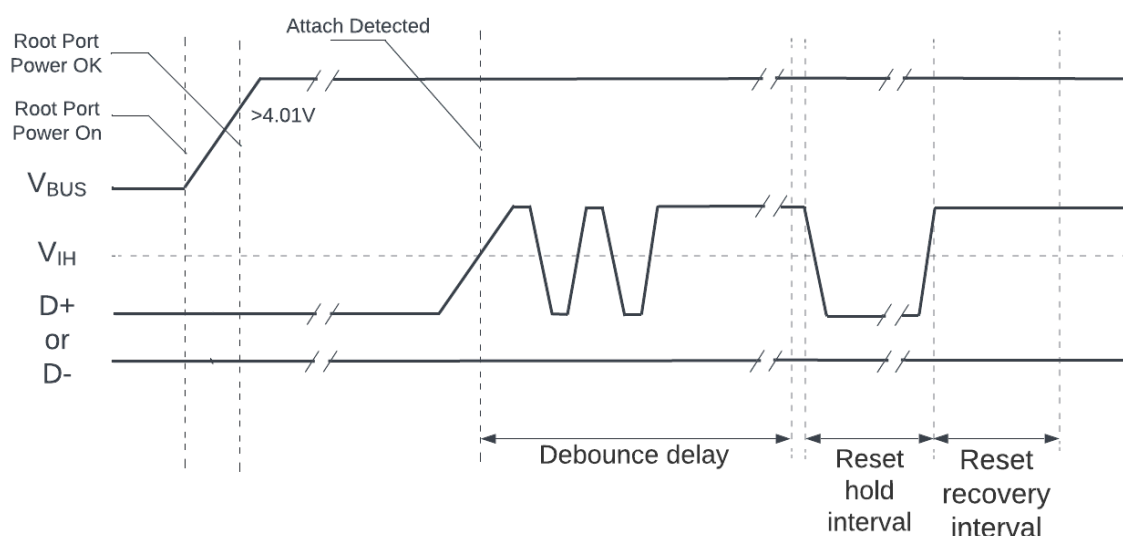 Attach Detected
Root Port
Power OK
>4.01V
Root Port
Power On
VBUS
VIH
D+
or
D-
Debounce delay
Reset
hold
interval
Reset
recovery
interval